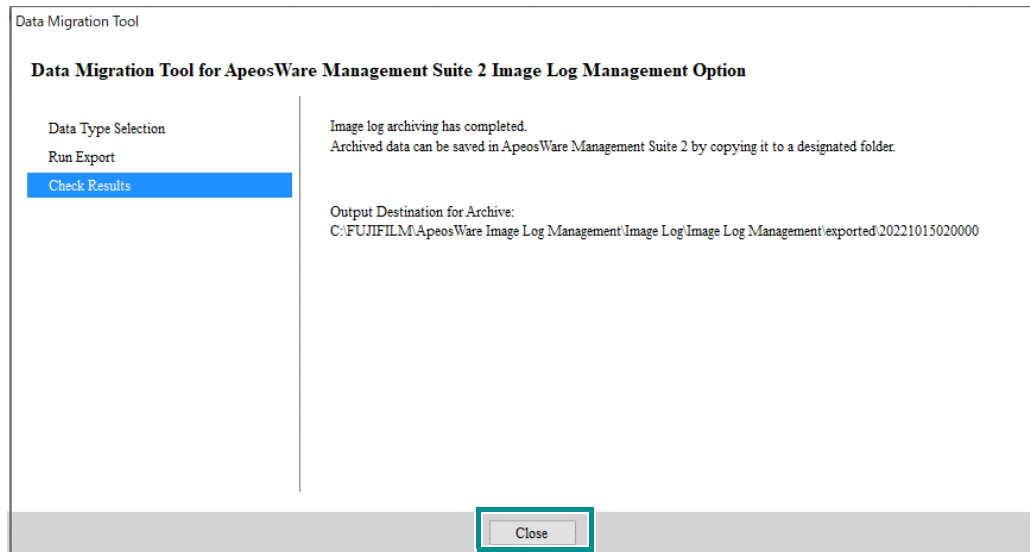 Data Migration Tool
Data Migration Tool for ApeosWare Management Suite 2 Image Log Management Option
Data Type Selection
Run Export
Check Results
Image log archiving has completed.
Archived data can be saved in ApeosWare Management Suite 2 by copying it to a designated folder.
Output Destination for Archive:
C:\FUJIFILM\ApeosWare Image Log Management\Image Log\Image Log Management\exported\20221015020000
Close